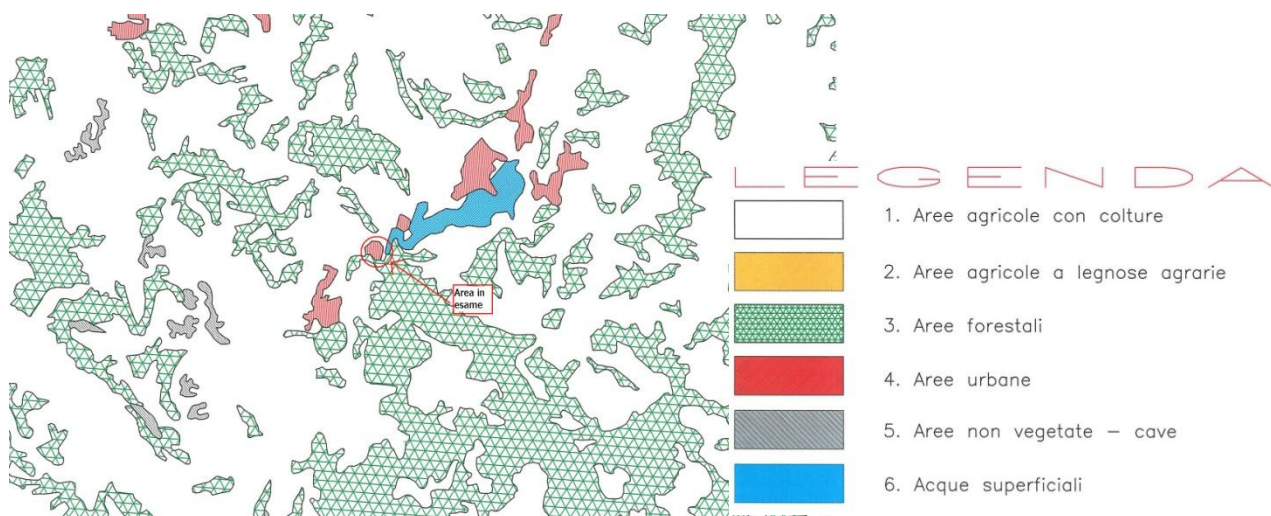 Area in
esame
LEGENDA
1. Aree agricole con colture
2. Aree agricole a legnose agrarie
3. Aree forestali
4. Aree urbane
5. Aree non vegetate – cave
6. Acque superficiali